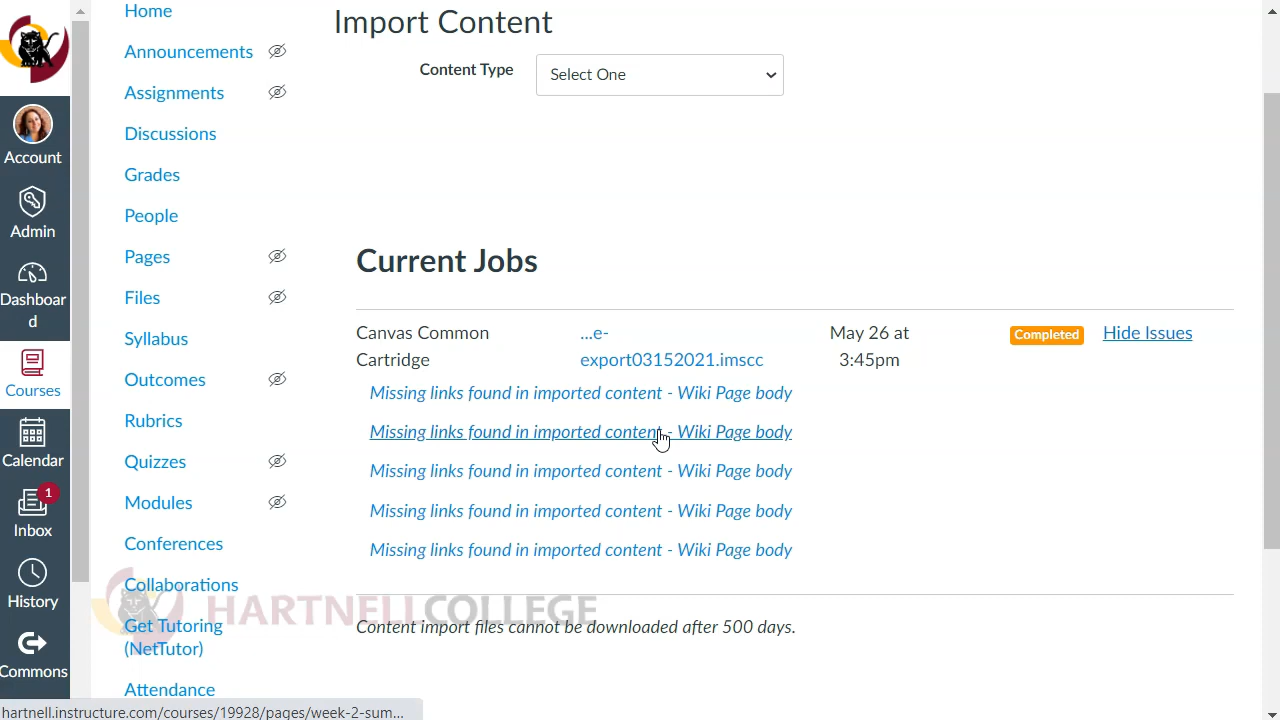 Import Content
Content Type
Select One
Account
Admin
Dashboar
d
Courses
Calendar
1
Inbox
History
Commons
Home
Announcements
Assignments
Discussions
Grades
People
Pages
Files
Syllabus
Outcomes
Rubrics
Quizzes
Modules
Conferences
Collaborations
Get Tutoring
(NetTutor)
Attendance
Current Jobs
Canvas Common
Cartridge
...e-
export03152021.imscc
May 26 at
3:45pm
Completed
Hide Issues
Missing links found in imported content - Wiki Page body
Missing links found in imported content - Wiki Page body
Missing links found in imported content - Wiki Page body
Missing links found in imported content - Wiki Page body
Missing links found in imported content - Wiki Page body
HARTNELL COLLEGE
Content import files cannot be downloaded after 500 days.
hartnell.instructure.com/courses/19928/pages/week-2-sum...